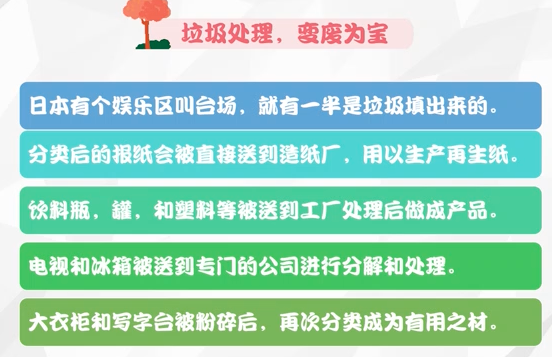 垃圾处理，变废为宝
日本有个娱乐区叫台场，就有一半是垃圾填出来的。
分类后的报纸会被直接送到造纸厂，用以生产再生纸。
饮料瓶，罐，和塑料等被送到工厂处理后做成产品。
电视和冰箱被送到专门的公司进行分解和处理。
大衣柜和写字台被粉碎后，再次分类成为有用之材。